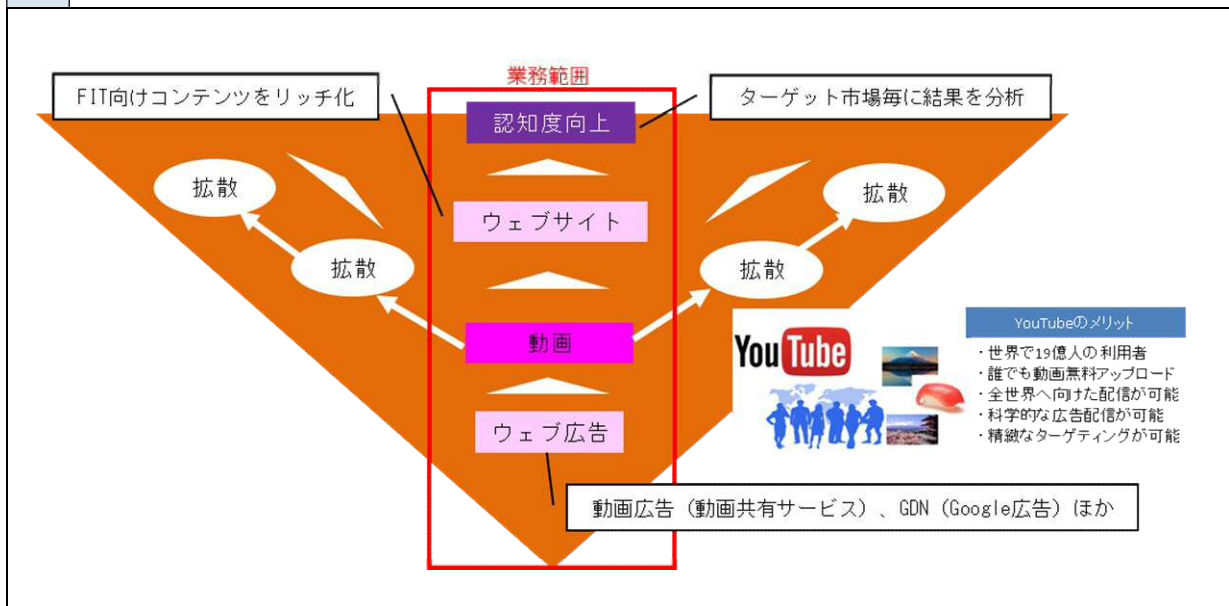 業務範囲
FIT向けコンテンツをリッチ化
認知度向上
ターゲット市場毎に結果を分析
拡散
拡散
ウェブサイト
拡散
拡散
動画
ウェブ広告
動画広告（動画共有サービス）、GDN（Google広告）ほか
YouTube
YouTubeのメリット
・世界で19億人の利用者
・誰でも動画無料アップロード
・全世界へ向けた配信が可能
・科学的な広告配信が可能
・精緻なターゲティングが可能